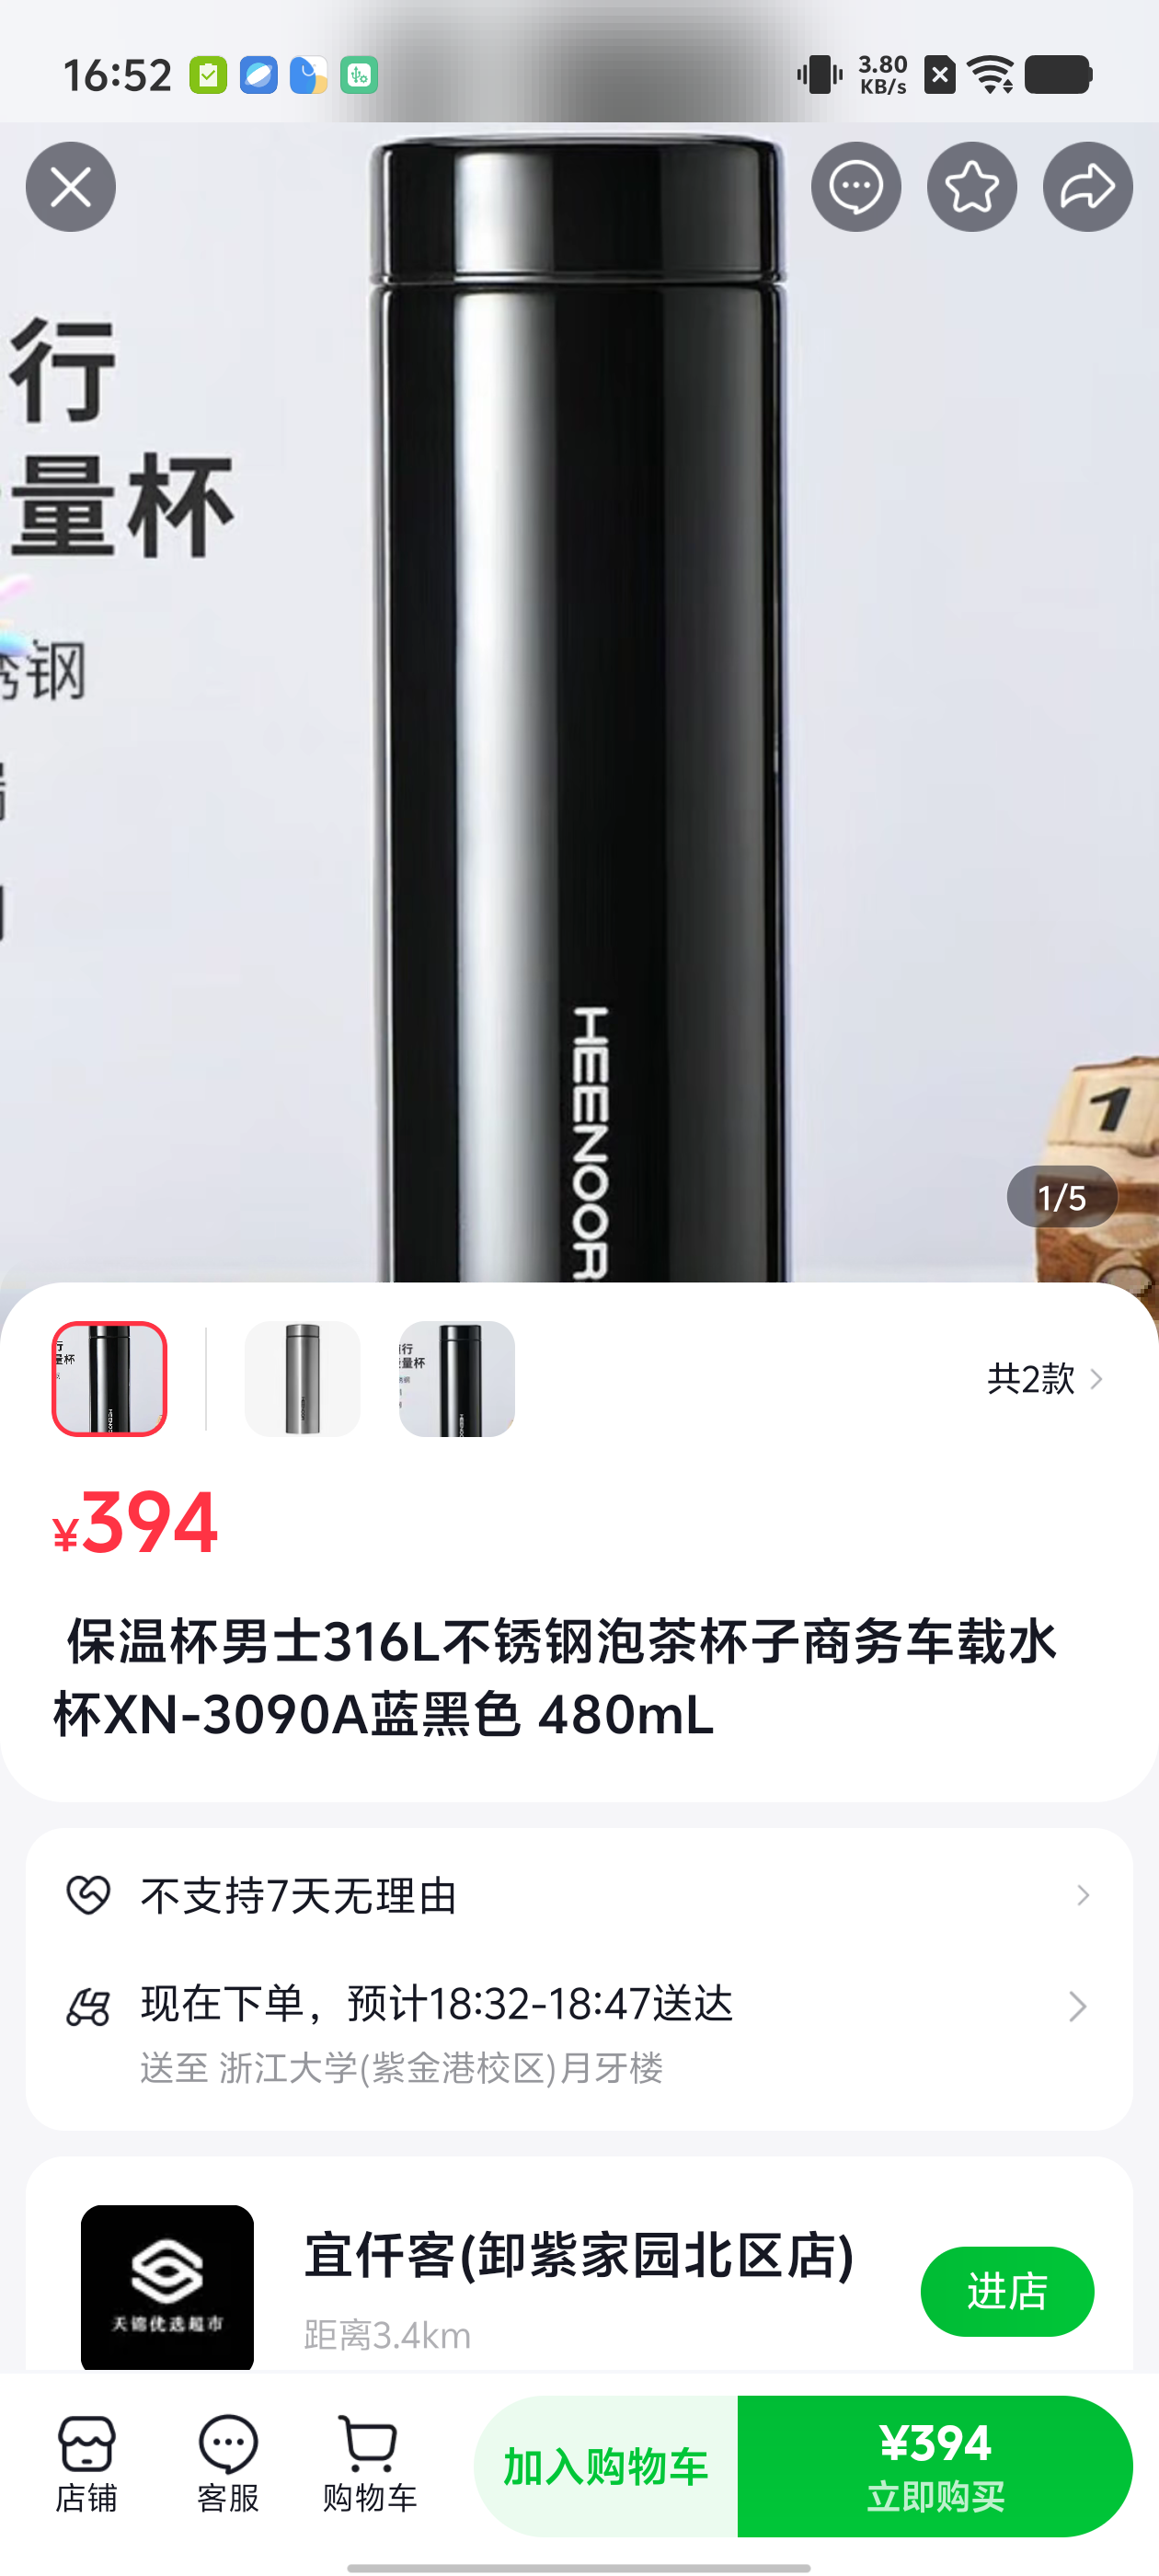 16:52
3.80
KB/s
行
量杯
钢
HEENOOR
1
1/5
共2款
¥394
保温杯男士316L不锈钢泡茶杯子商务车载水
杯XN-3090A蓝黑色 480mL
不支持7天无理由
现在下单，预计18:32-18:47送达
送至 浙江大学(紫金港校区)月牙楼
天锦优选超市
宜仟客(卸紫家园北区店)
距离3.4km
进店
店铺
客服
购物车
加入购物车
¥394
立即购买